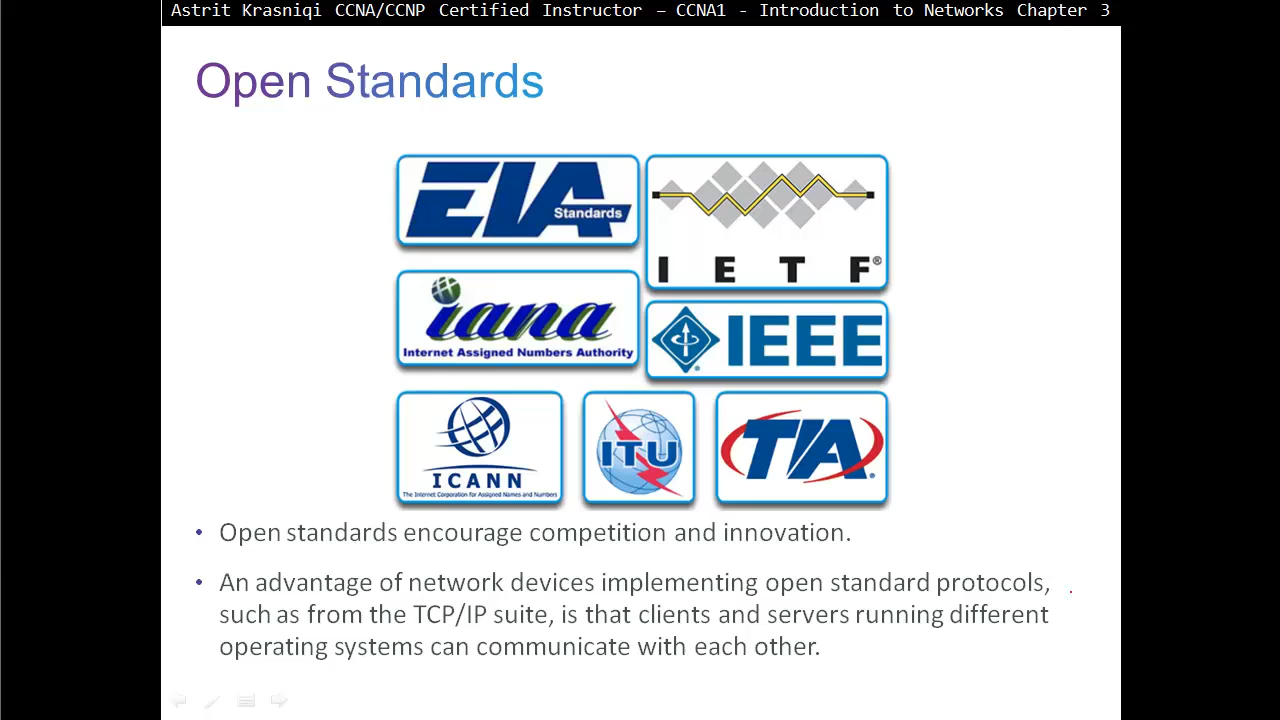 Astrit Krasniqi CCNA/CCNP Certified Instructor – CCNA1 - Introduction to Networks Chapter 3
Open Standards
EIA
Standards
IETF®
iana
Internet Assigned Numbers Authority
IEEE
ICANN
The Internet Corporation for Assigned Names and Numbers
ITU
TIA
• Open standards encourage competition and innovation.
• An advantage of network devices implementing open standard protocols,
such as from the TCP/IP suite, is that clients and servers running different
operating systems can communicate with each other.